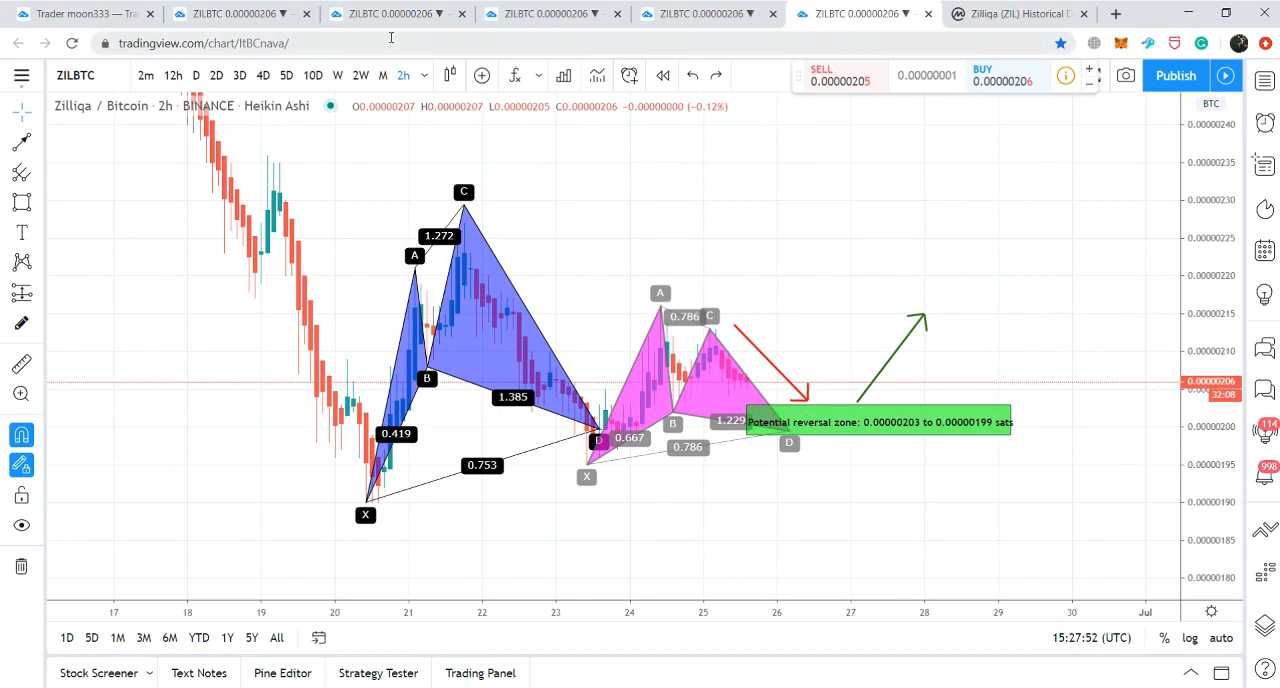 Trader moon333 — Tra
ZILBTC 0.00000206 ▼
ZILBTC 0.00000206 ▼
ZILBTC 0.00000206 ▼
ZILBTC 0.00000206 ▼
ZILBTC 0.00000206 ▼
Zilliqa (ZIL) Historical D
tradingview.com/chart/ItBCnava/
ZILBTC 2m 12h D 2D 3D 4D 5D 10D W 2W M 2h
SELL 0.00000205
0.00000001
BUY 0.00000206
Publish
Zilliqa / Bitcoin · 2h · BINANCE · Heikin Ashi O0.00000207 H0.00000207 L0.00000205 C0.00000206 −0.00000000 (−0.12%)
BTC
0.00000240
0.00000235
0.00000230
0.00000225
0.00000220
0.00000215
0.00000210
0.00000206
32:08
0.00000200
0.00000195
0.00000190
0.00000185
0.00000180
C
1.272
A
B
1.385
0.419
0.753
X
D
A
0.786
C
B
1.229
0.667
0.786
X
D
Potential reversal zone: 0.00000203 to 0.00000199 sats
114
998
17 18 19 20 21 22 23 24 25 26 27 28 29 30 Jul
1D 5D 1M 3M 6M YTD 1Y 5Y All
15:27:52 (UTC) % log auto
Stock Screener Text Notes Pine Editor Strategy Tester Trading Panel